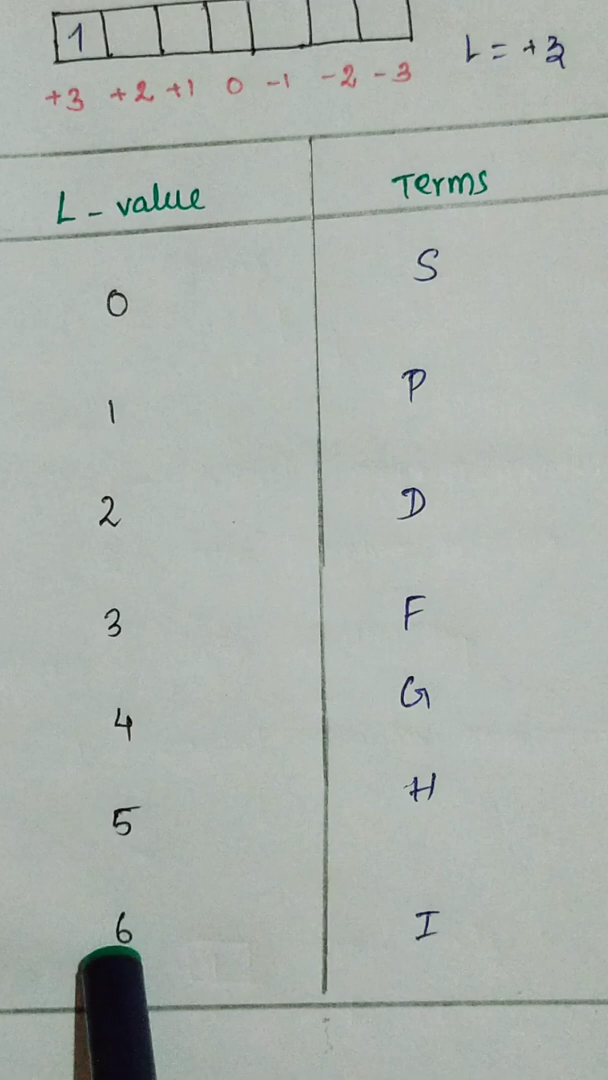 1
L = +3
+3 +2 +1 0 -1 -2 -3
L - value Terms
0 S
1 P
2 D
3 F
4 G
5 H
6 I